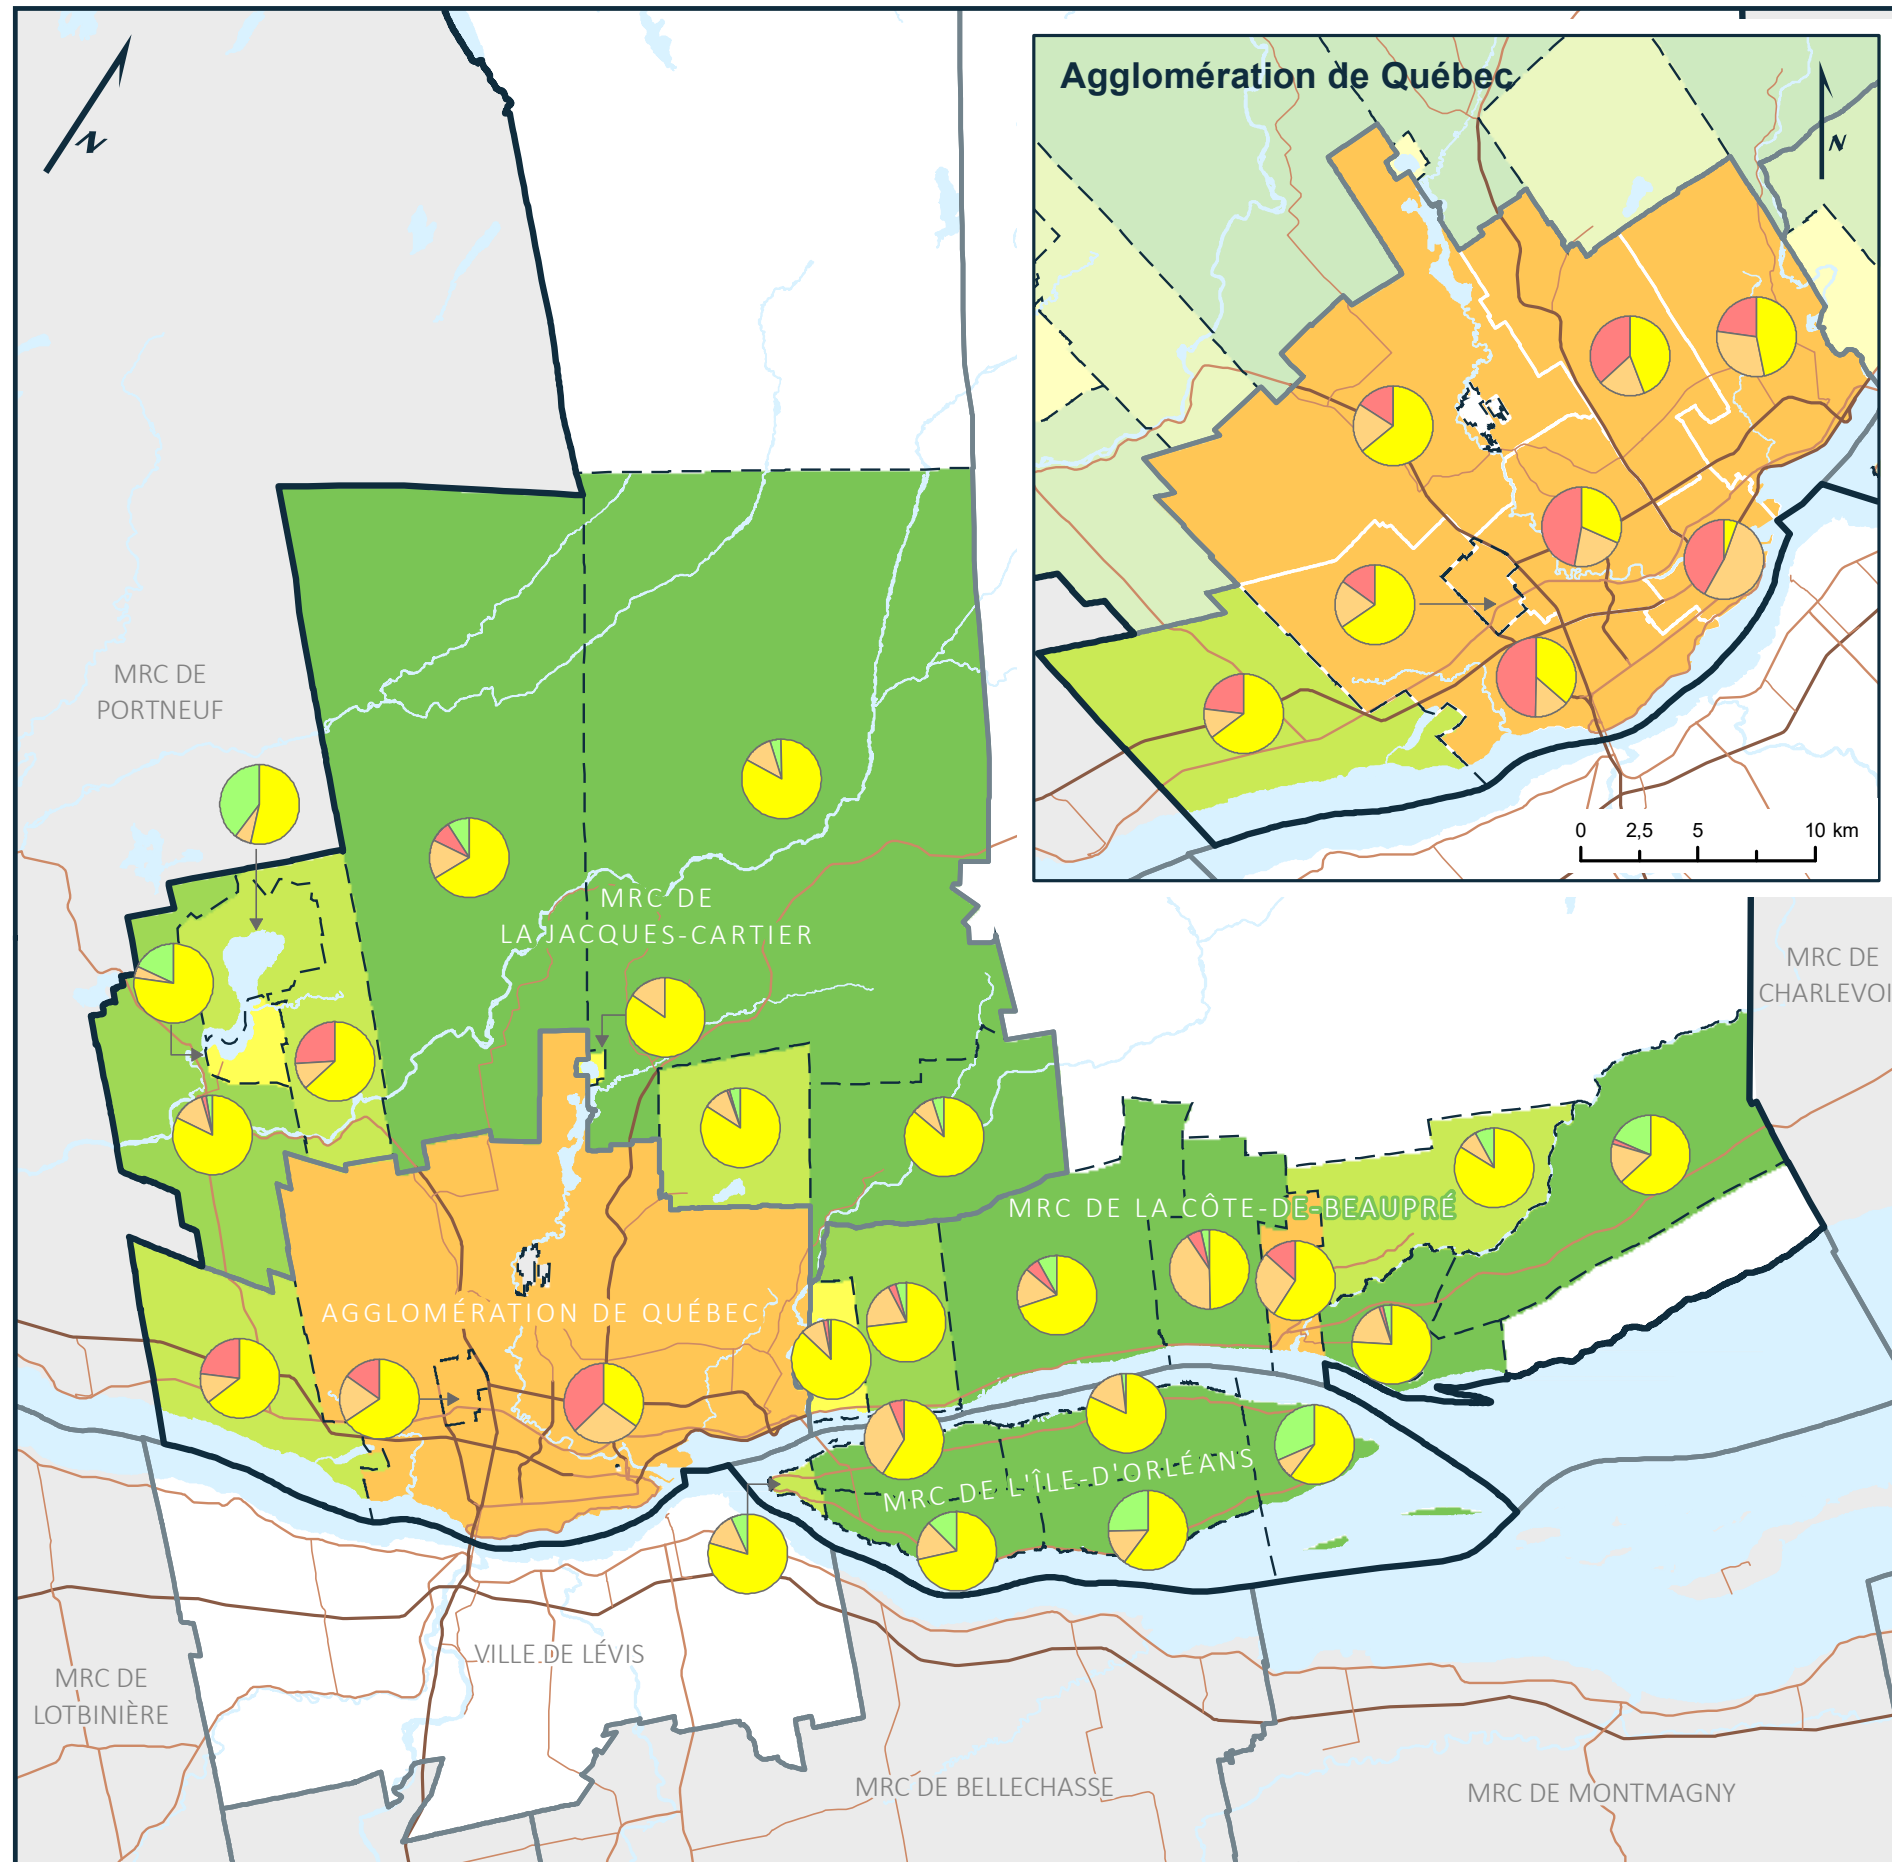 N
Agglomération de Québec
N
0 2,5 5 10 km
MRC DE
PORTNEUF
MRC DE
LA JACQUES-CARTIER
MRC DE
CHARLEVOI
MRC DE LA CÔTE-DE-BEAUPRÉ
AGGLOMÉRATION DE QUÉBEC
MRC DE L'ÎLE-D'ORLÉANS
VILLE DE LÉVIS
MRC DE
LOTBINIÈRE
MRC DE BELLECHASSE
MRC DE MONTMAGNY